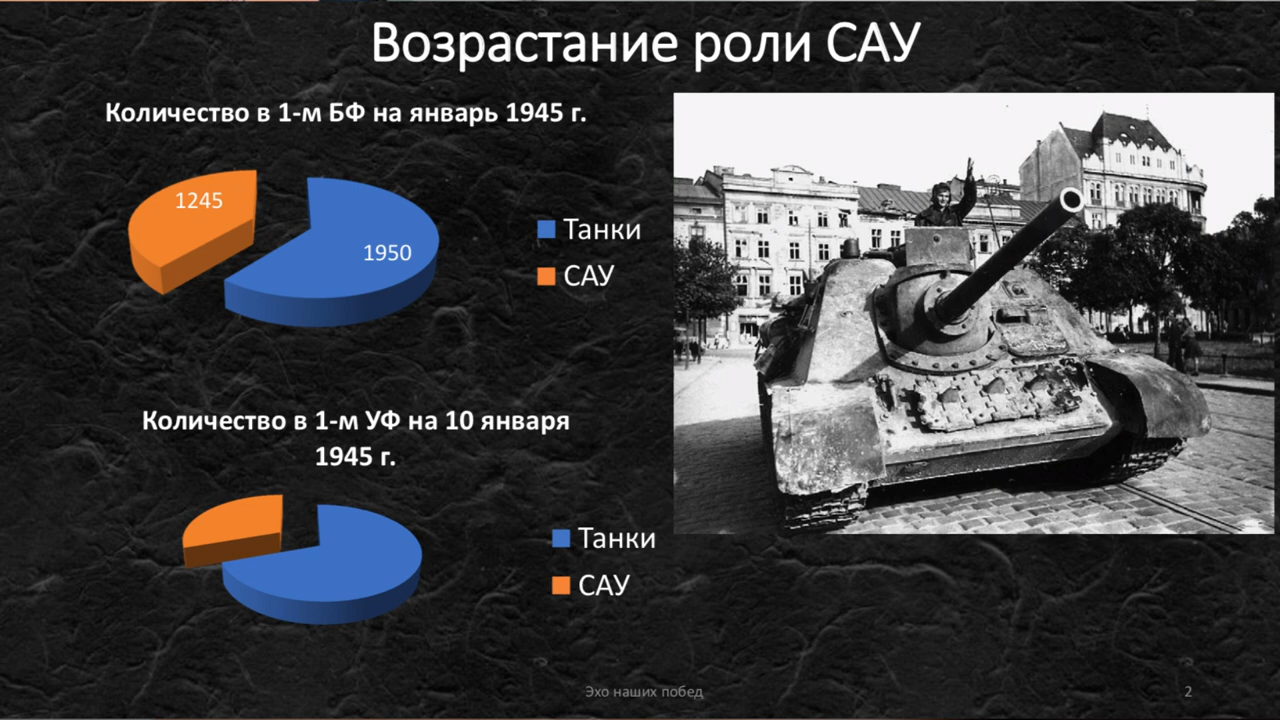 Возрастание роли САУ
Количество в 1-м БФ на январь 1945 г.
1245
1950
Танки
САУ
Количество в 1-м УФ на 10 января
1945 г.
Танки
САУ
Эхо наших побед
2